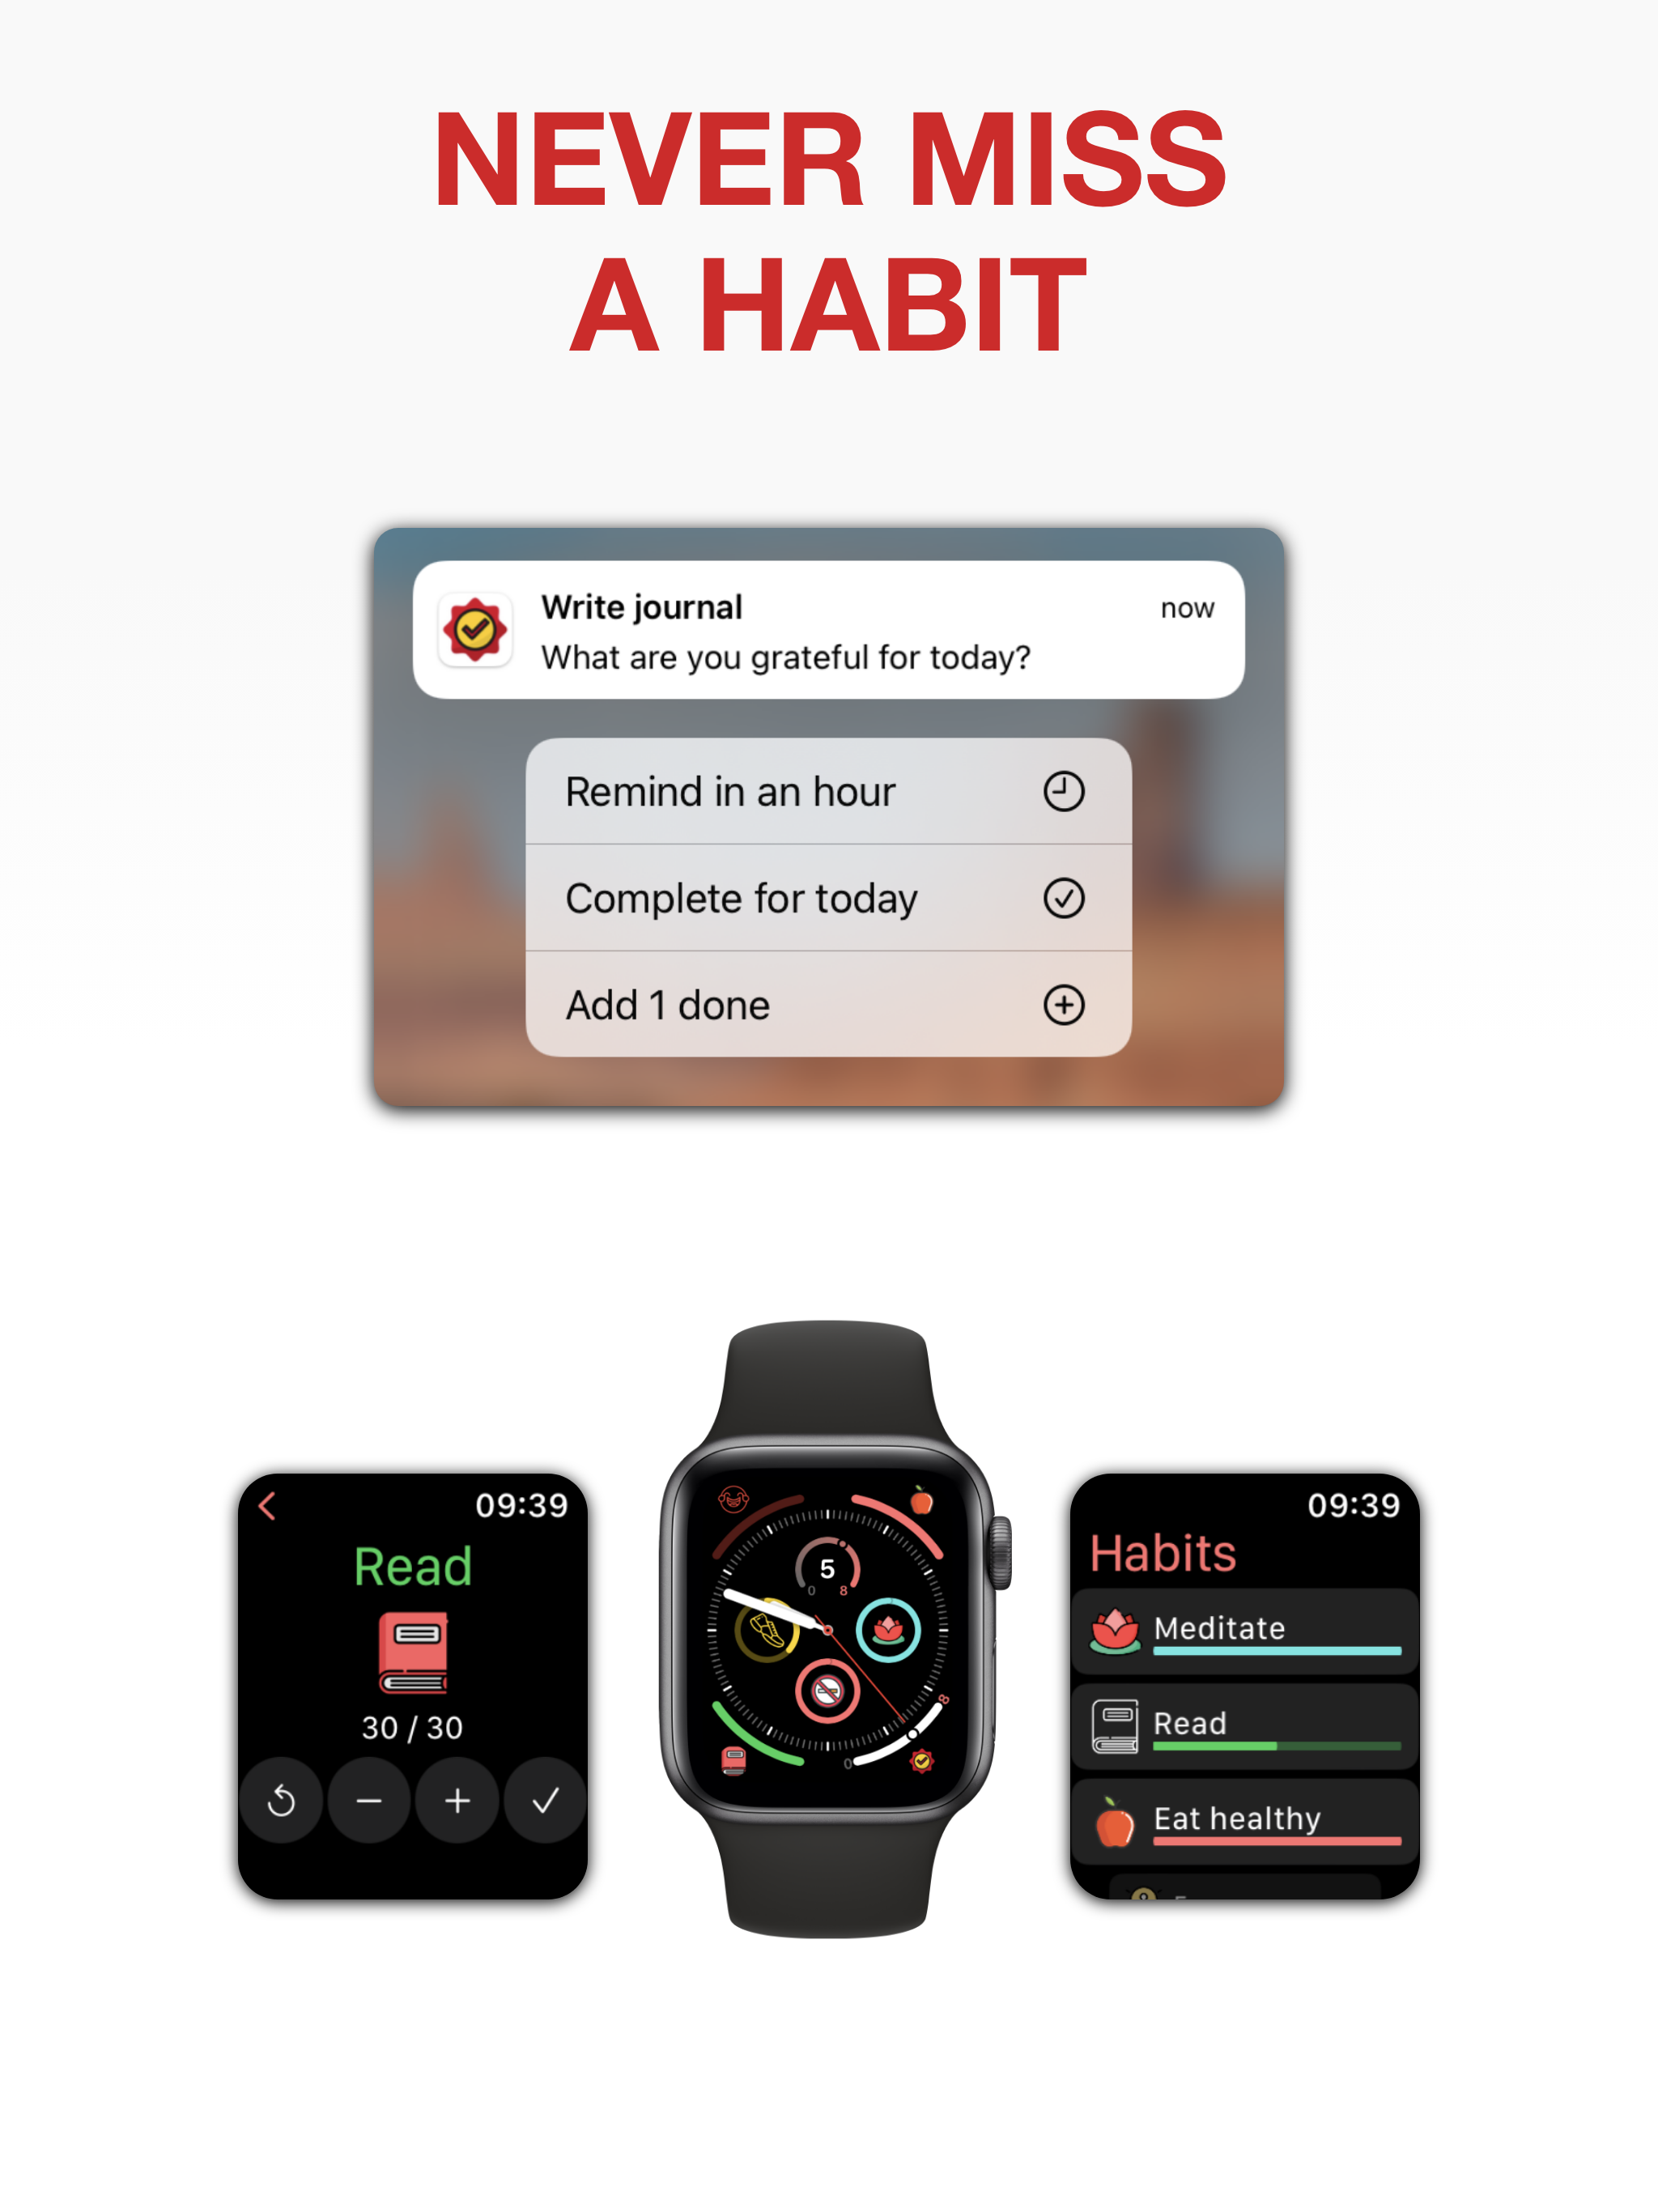 NEVER MISS
A HABIT
Write journal
now
What are you grateful for today?
Remind in an hour
Complete for today
Add 1 done
09:39
Read
30 / 30
5
0 8
8
0
09:39
Habits
Meditate
Read
Eat healthy